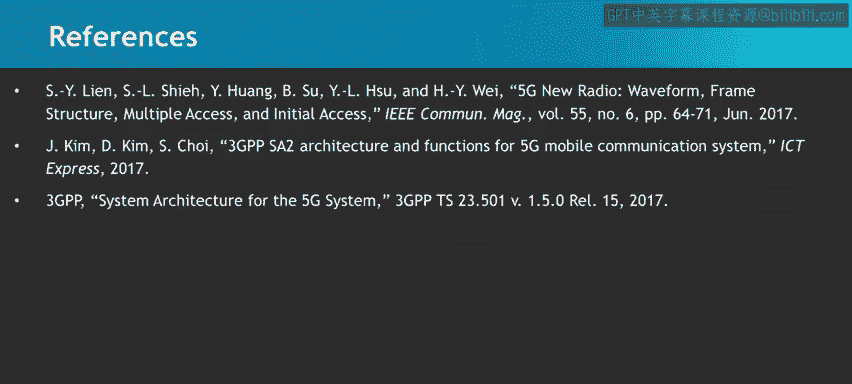 GPT中英字幕课程资源@bilibili.com
References
• S.-Y. Lien, S.-L. Shieh, Y. Huang, B. Su, Y.-L. Hsu, and H.-Y. Wei, “5G New Radio: Waveform, Frame
Structure, Multiple Access, and Initial Access,” IEEE Commun. Mag., vol. 55, no. 6, pp. 64-71, Jun. 2017.
• J. Kim, D. Kim, S. Choi, “3GPP SA2 architecture and functions for 5G mobile communication system,” ICT
Express, 2017.
• 3GPP, “System Architecture for the 5G System,” 3GPP TS 23.501 v. 1.5.0 Rel. 15, 2017.